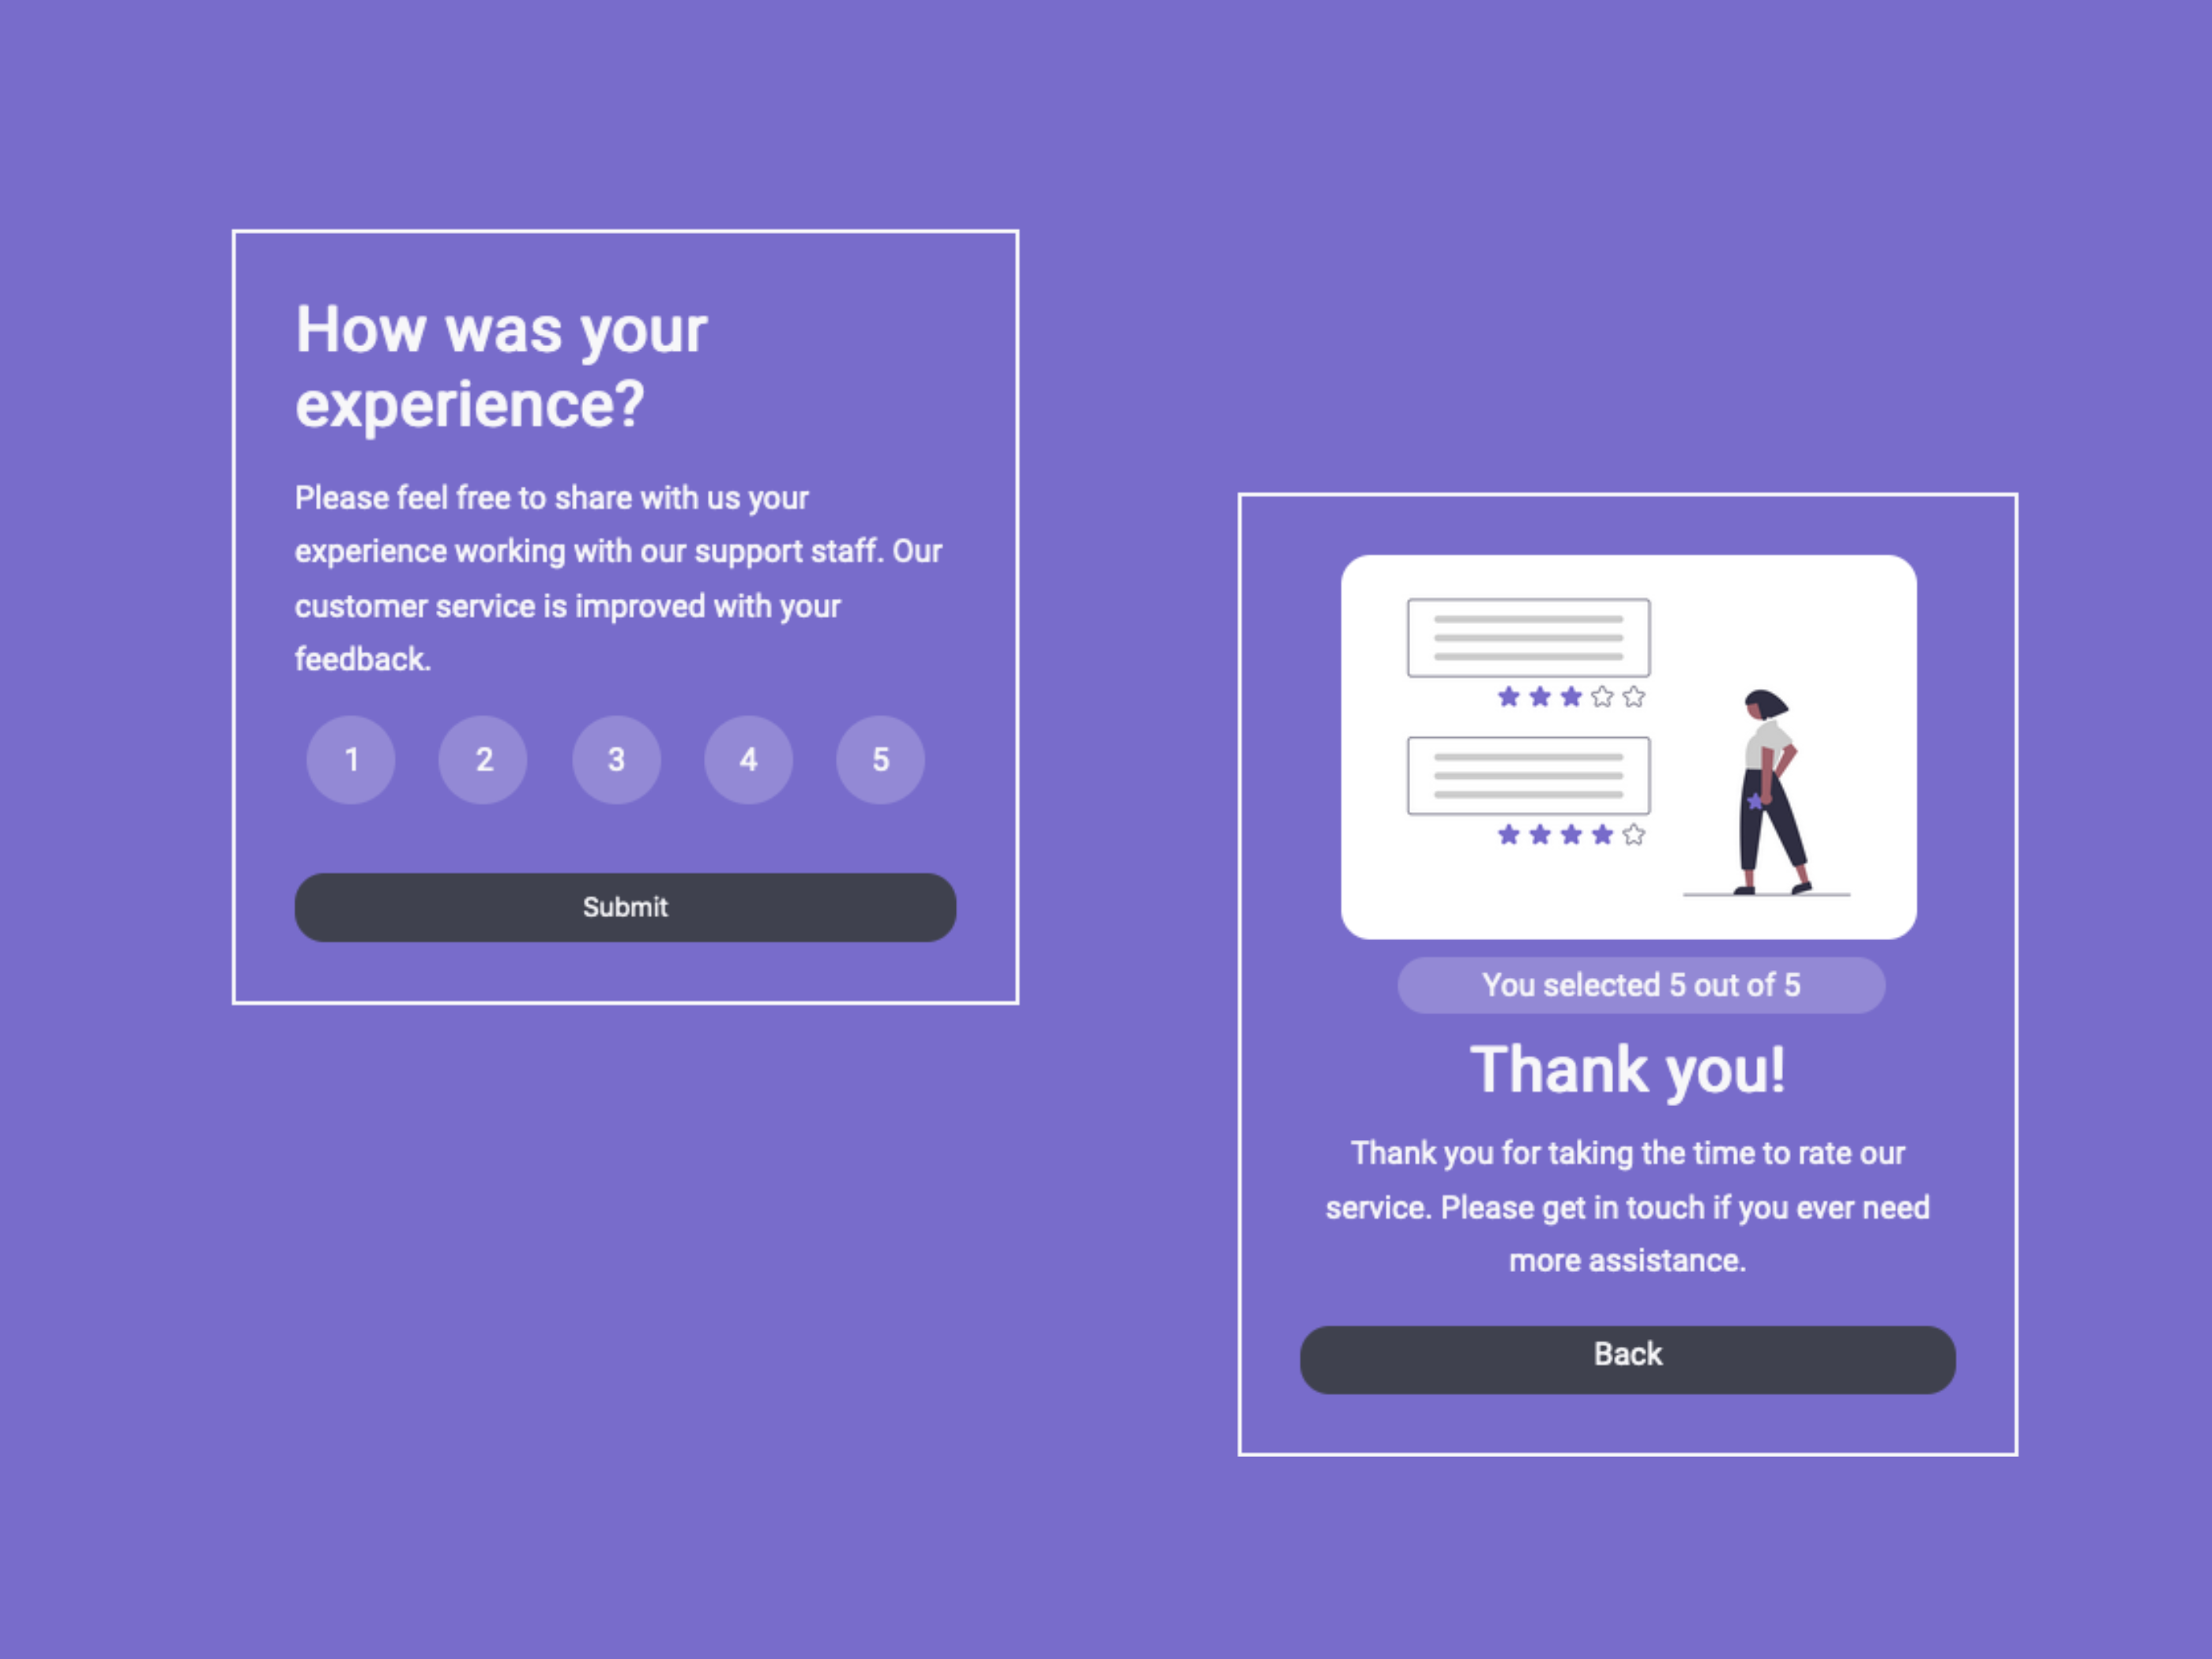 How was your
experience?
Please feel free to share with us your
experience working with our support staff. Our
customer service is improved with your
feedback.
1 2 3 4 5
Submit
You selected 5 out of 5
Thank you!
Thank you for taking the time to rate our
service. Please get in touch if you ever need
more assistance.
Back